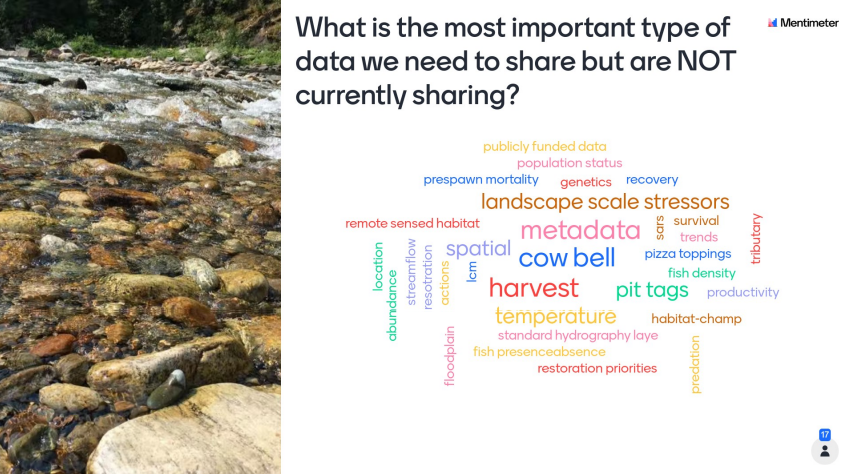 What is the most important type of
data we need to share but are NOT
currently sharing?
Mentimeter
publicly funded data
population status
prespawn mortality
genetics
recovery
landscape scale stressors
remote sensed habitat
metadata
sars
survival
trends
tributary
location
abundance
streamflow
resotration
actions
spatial
lcm
cow bell
pizza toppings
fish density
harvest
pit tags
productivity
temperature
habitat-champ
standard hydrography laye
floodplain
fish presenceabsence
restoration priorities
predation
17